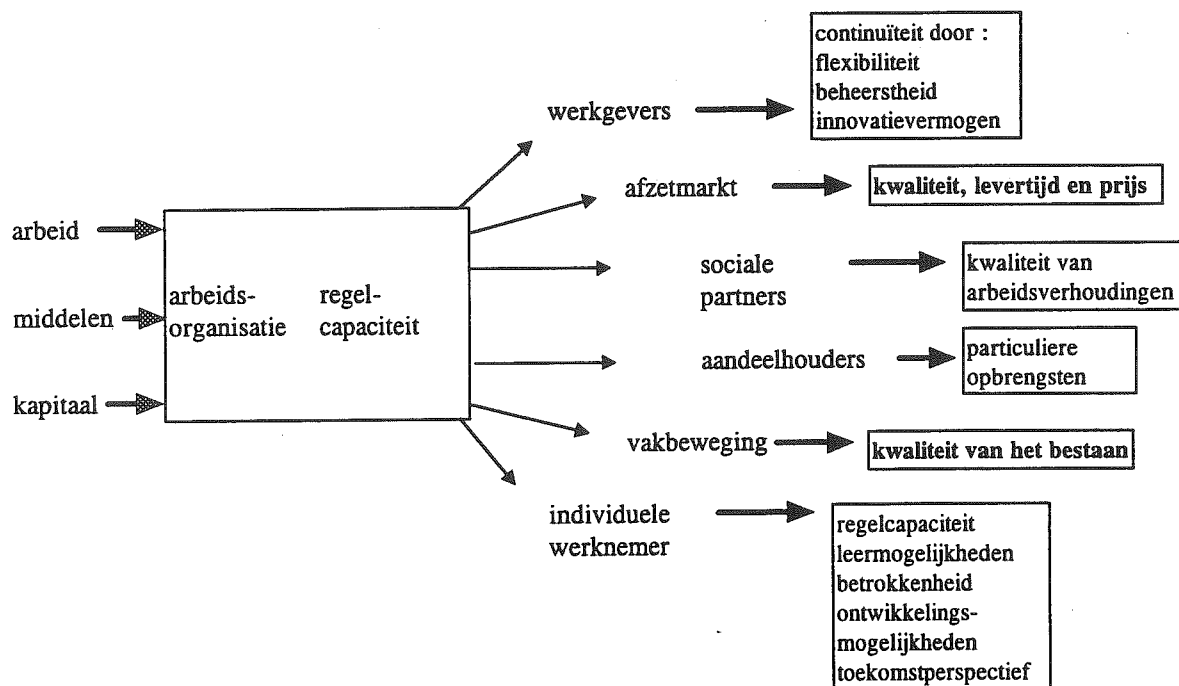 continuïteit door :
flexibiliteit
beheerstheid
innovatievermogen
werkgevers
afzetmarkt
kwaliteit, levertijd en prijs
arbeid
sociale
partners
kwaliteit van
arbeidsverhoudingen
middelen
arbeids-
organisatie
regel-
capaciteit
aandeelhouders
particuliere
opbrengsten
kapitaal
vakbeweging
kwaliteit van het bestaan
individuele
werknemer
regelcapaciteit
leermogelijkheden
betrokkenheid
ontwikkelings-
mogelijkheden
toekomstperspectief